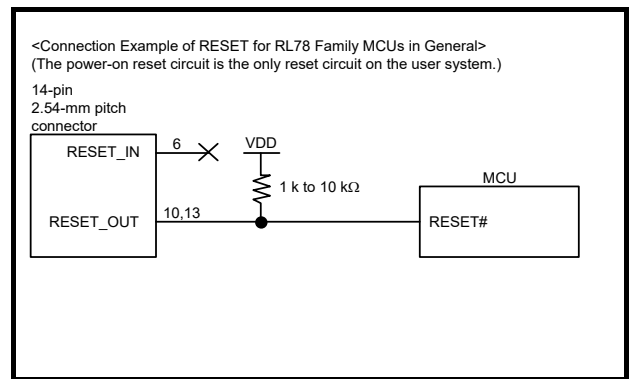 <Connection Example of RESET for RL78 Family MCUs in General>
(The power-on reset circuit is the only reset circuit on the user system.)
14-pin
2.54-mm pitch
connector
RESET_IN
6
VDD
1 k to 10 kΩ
MCU
RESET_OUT
10,13
RESET#